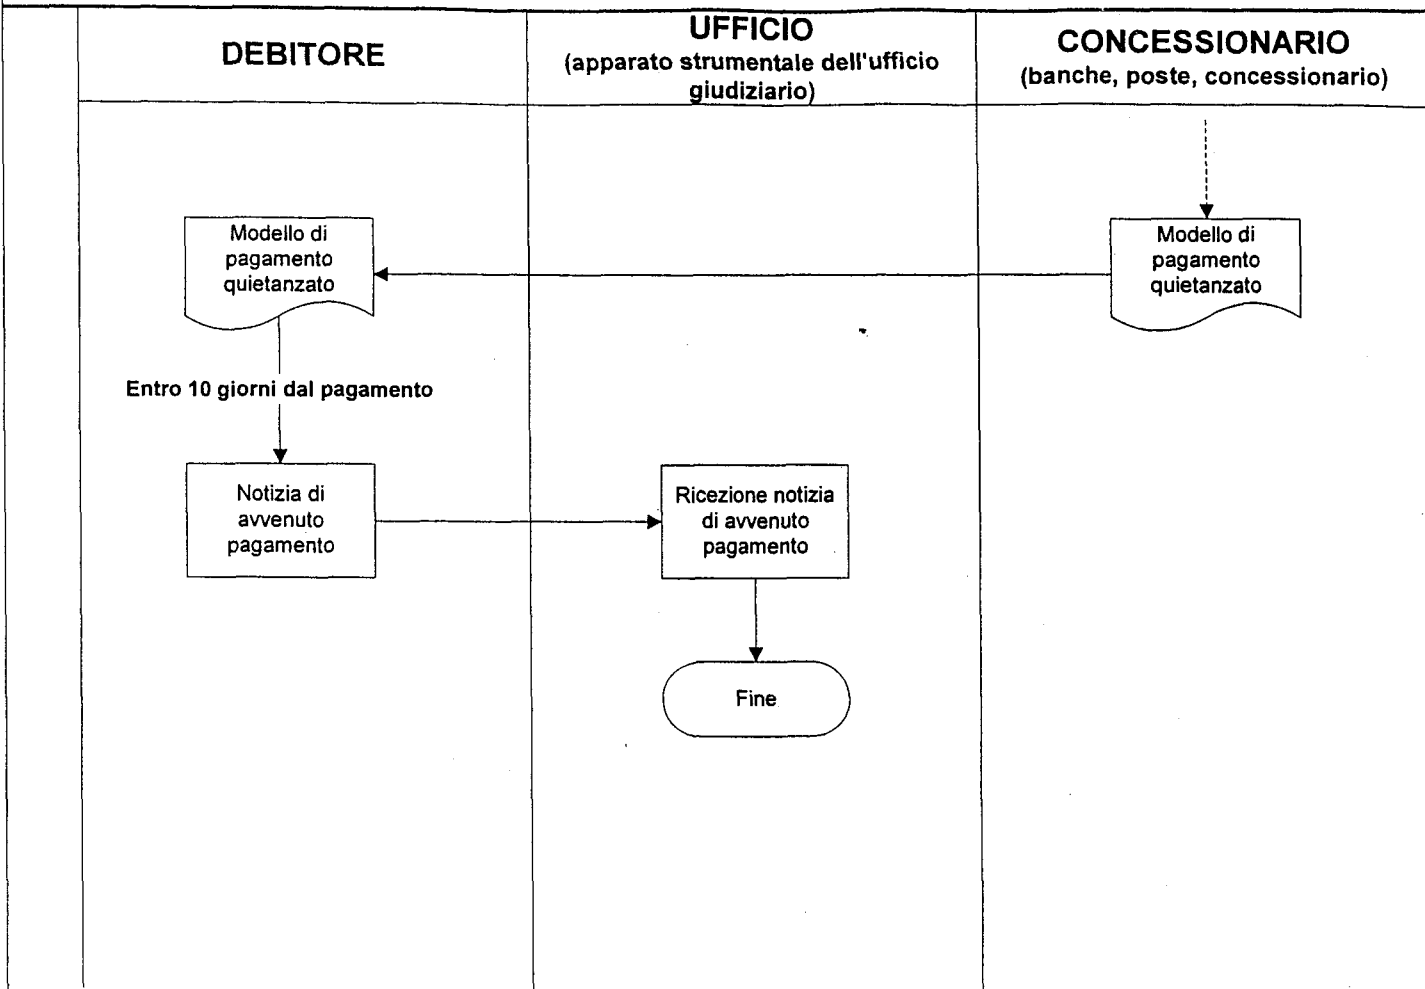 DEBITORE
UFFICIO
(apparato strumentale dell'ufficio
giudiziario)
CONCESSIONARIO
(banche, poste, concessionario)
Modello di
pagamento
quietanzato
Modello di
pagamento
quietanzato
Entro 10 giorni dal pagamento
Notizia di
avvenuto
pagamento
Ricezione notizia
di avvenuto
pagamento
Fine